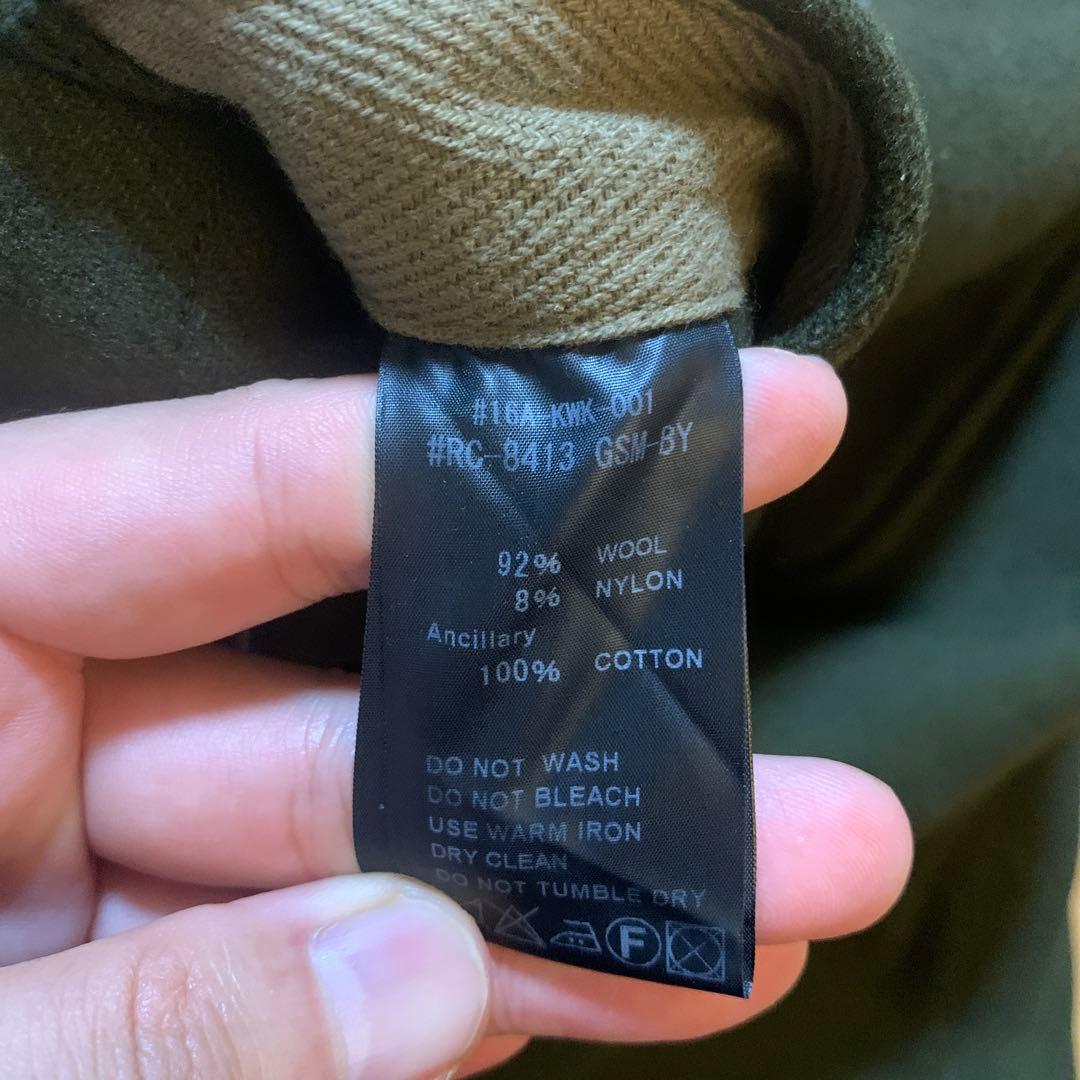 #16A-KWK-001
#RC-8413 GSM-BY
92% WOOL
8% NYLON
Ancillary
100% COTTON
DO NOT WASH
DO NOT BLEACH
USE WARM IRON
DRY CLEAN
DO NOT TUMBLE DRY
F